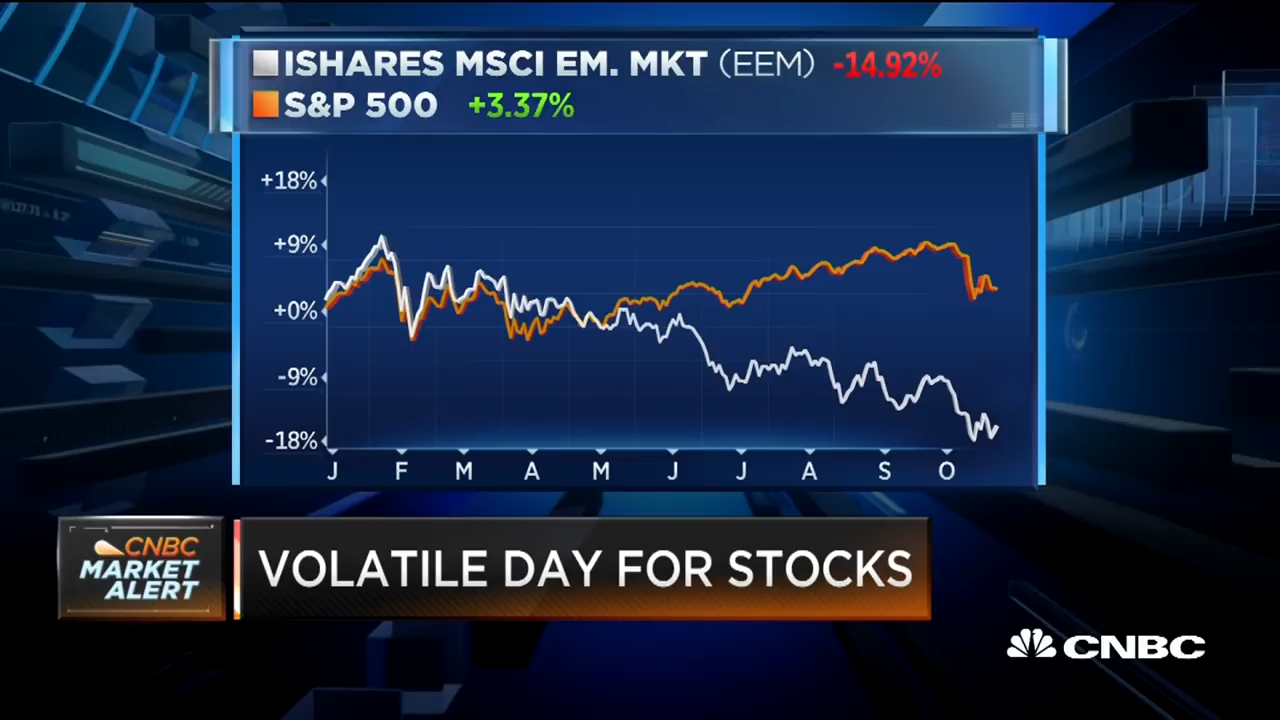 ISHARES MSCI EM. MKT (EEM) -14.92%
S&P 500 +3.37%
+18%
+9%
+0%
-9%
-18%
J F M A M J J A S O
CNBC
MARKET
ALERT
VOLATILE DAY FOR STOCKS
CNBC